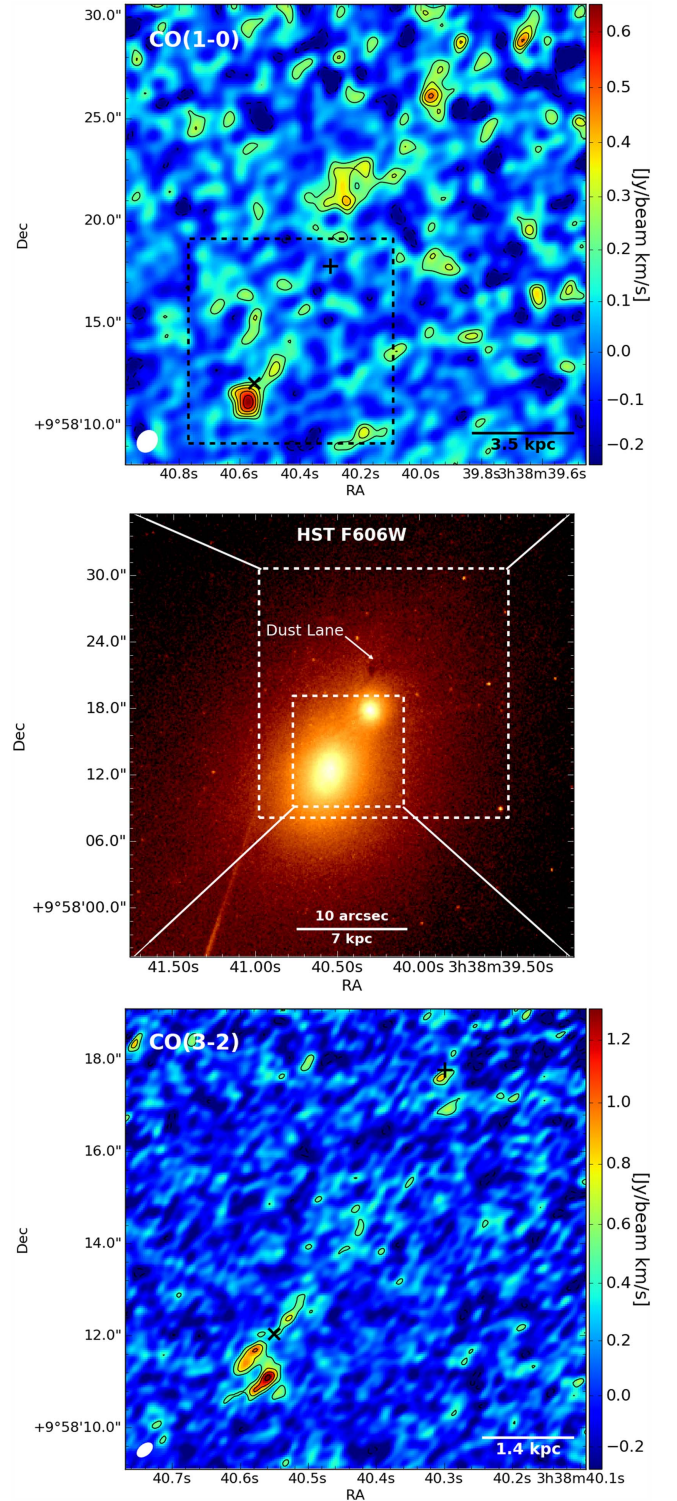 CO(1-0)
30.0"
25.0"
20.0"
15.0"
+9°58'10.0"
Dec
40.8s 40.6s 40.4s 40.2s 40.0s 39.8s3h38m39.6s
RA
3.5 kpc
0.6
0.5
0.4
0.3
0.2
0.1
0.0
−0.1
−0.2
[Jy/beam km/s]
HST F606W
Dust Lane
30.0"
24.0"
18.0"
12.0"
06.0"
+9°58'00.0"
Dec
10 arcsec
7 kpc
41.50s 41.00s 40.50s 40.00s 3h38m39.50s
RA
CO(3-2)
18.0"
16.0"
14.0"
12.0"
+9°58'10.0"
Dec
1.4 kpc
40.7s 40.6s 40.5s 40.4s 40.3s 40.2s 3h38m40.1s
RA
1.2
1.0
0.8
0.6
0.4
0.2
0.0
−0.2
[Jy/beam km/s]